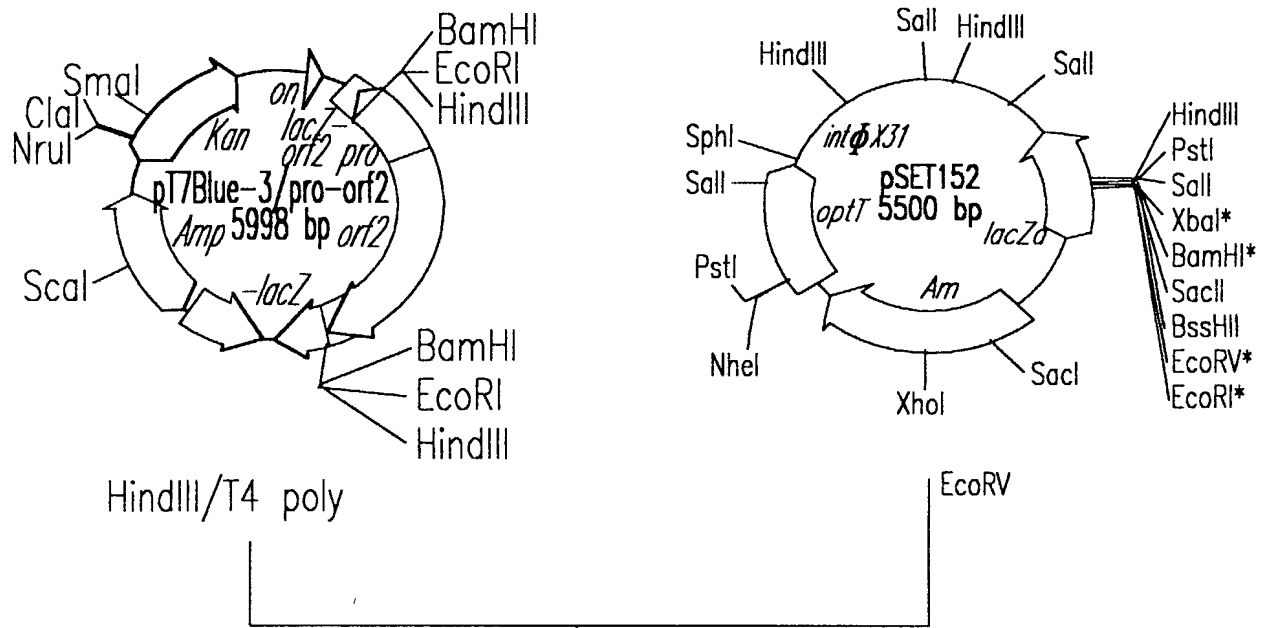 BamHI
EcoRI
HindIII
SmaI
ClaI
NruI
Kan
lacZ-
orf2 pro
pT7Blue-3/pro-orf2
5998 bp
Amp
orf2
-lacZ
ScaI
BamHI
EcoRI
HindIII
HindIII/T4 poly
SalI
HindIII
HindIII
SalI
SphI
SalI
intΦX31
pSET152
5500 bp
optT
lacZα
PstI
NheI
Am
XhoI
SacI
HindIII
PstI
SalI
XbaI*
BamHI*
SacII
BssHII
EcoRV*
EcoRI*
EcoRV